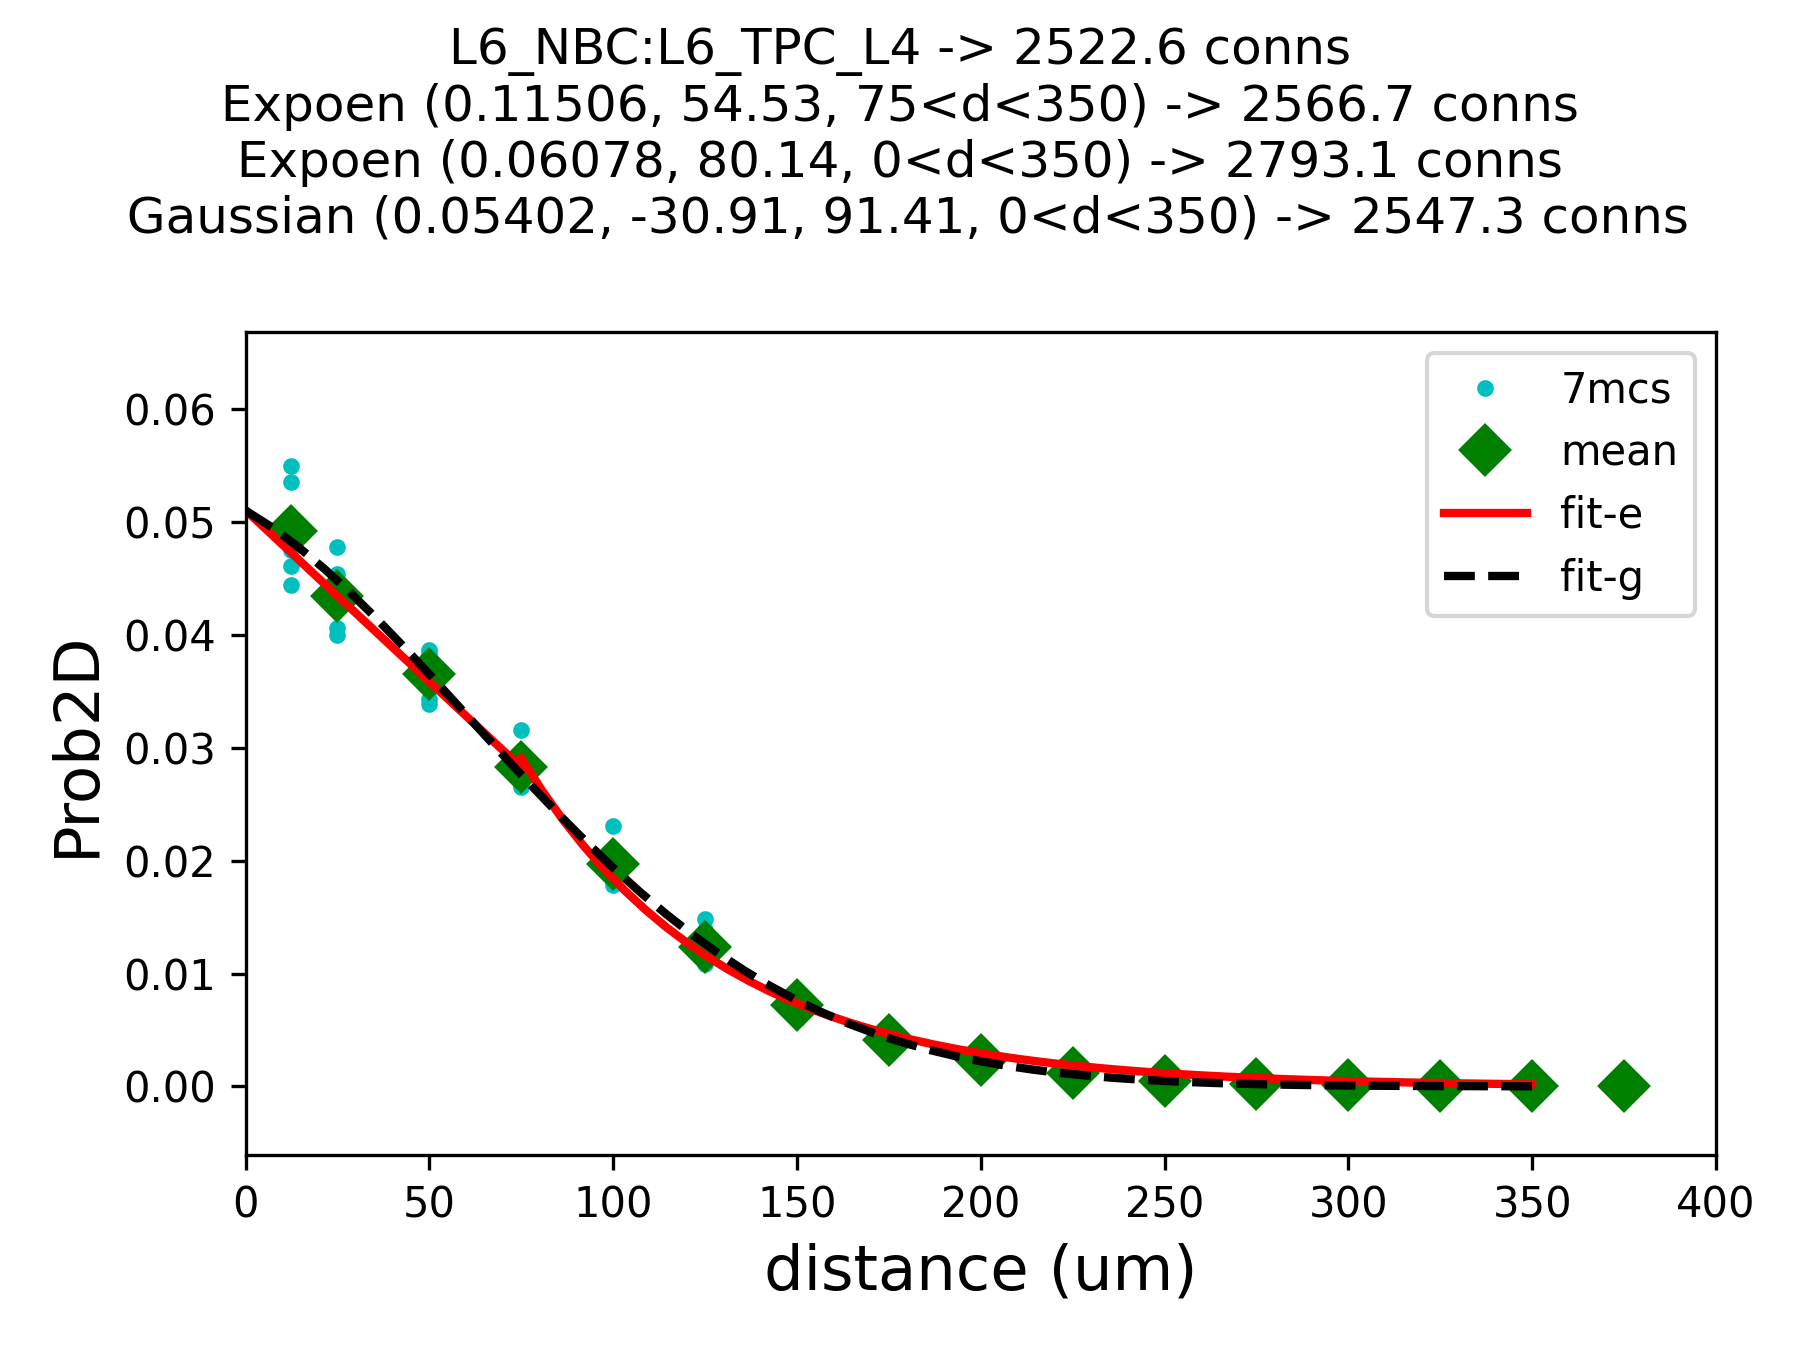 L6_NBC:L6_TPC_L4 -> 2522.6 conns
Expoen (0.11506, 54.53, 75<d<350) -> 2566.7 conns
Expoen (0.06078, 80.14, 0<d<350) -> 2793.1 conns
Gaussian (0.05402, -30.91, 91.41, 0<d<350) -> 2547.3 conns
7mcs
mean
fit-e
fit-g
Prob2D
0.06
0.05
0.04
0.03
0.02
0.01
0.00
0 50 100 150 200 250 300 350 400
distance (um)